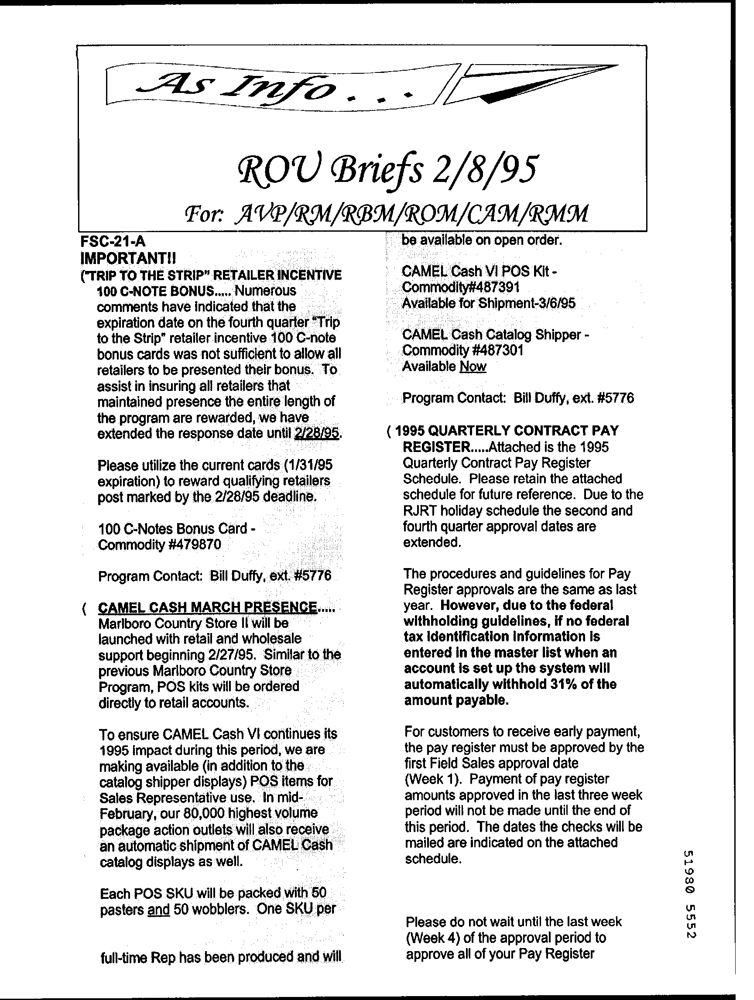 As Info . . .
ROU Briefs 2/8/95
For: AVP/RM/RBM/ROM/CAM/RMM
FSC-21-A
IMPORTANT!!
("TRIP TO THE STRIP" RETAILER INCENTIVE
100 C-NOTE BONUS..... Numerous
comments have indicated that the
expiration date on the fourth quarter "Trip
to the Strip" retailer incentive 100 C-note
bonus cards was not sufficient to allow all
retailers to be presented their bonus. To
assist in insuring all retailers that
maintained presence the entire length of
the program are rewarded, we have
extended the response date until 2/28/95.
Please utilize the current cards (1/31/95
expiration) to reward qualifying retailers
post marked by the 2/28/95 deadline.
100 C-Notes Bonus Card -
Commodity #479870
Program Contact: Bill Duffy, ext. #5776
( CAMEL CASH MARCH PRESENCE.....
Marlboro Country Store II will be
launched with retail and wholesale
support beginning 2/27/95. Similar to the
previous Marlboro Country Store
Program, POS kits will be ordered
directly to retail accounts.
To ensure CAMEL Cash VI continues its
1995 impact during this period, we are
making available (in addition to the
catalog shipper displays) POS items for
Sales Representative use. In mid-
February, our 80,000 highest volume
package action outlets will also receive
an automatic shipment of CAMEL Cash
catalog displays as well.
Each POS SKU will be packed with 50
pasters and 50 wobblers. One SKU per
full-time Rep has been produced and will
be available on open order.
CAMEL Cash VI POS Kit -
Commodity#487391
Available for Shipment-3/6/95
CAMEL Cash Catalog Shipper -
Commodity #487301
Available Now
Program Contact: Bill Duffy, ext. #5776
( 1995 QUARTERLY CONTRACT PAY
REGISTER.....Attached is the 1995
Quarterly Contract Pay Register
Schedule. Please retain the attached
schedule for future reference. Due to the
RJRT holiday schedule the second and
fourth quarter approval dates are
extended.
The procedures and guidelines for Pay
Register approvals are the same as last
year. However, due to the federal
withholding guidelines, if no federal
tax identification information is
entered in the master list when an
account is set up the system will
automatically withhold 31% of the
amount payable.
For customers to receive early payment,
the pay register must be approved by the
first Field Sales approval date
(Week 1). Payment of pay register
amounts approved in the last three week
period will not be made until the end of
this period. The dates the checks will be
mailed are indicated on the attached
schedule.
Please do not wait until the last week
(Week 4) of the approval period to
approve all of your Pay Register
51980 5552